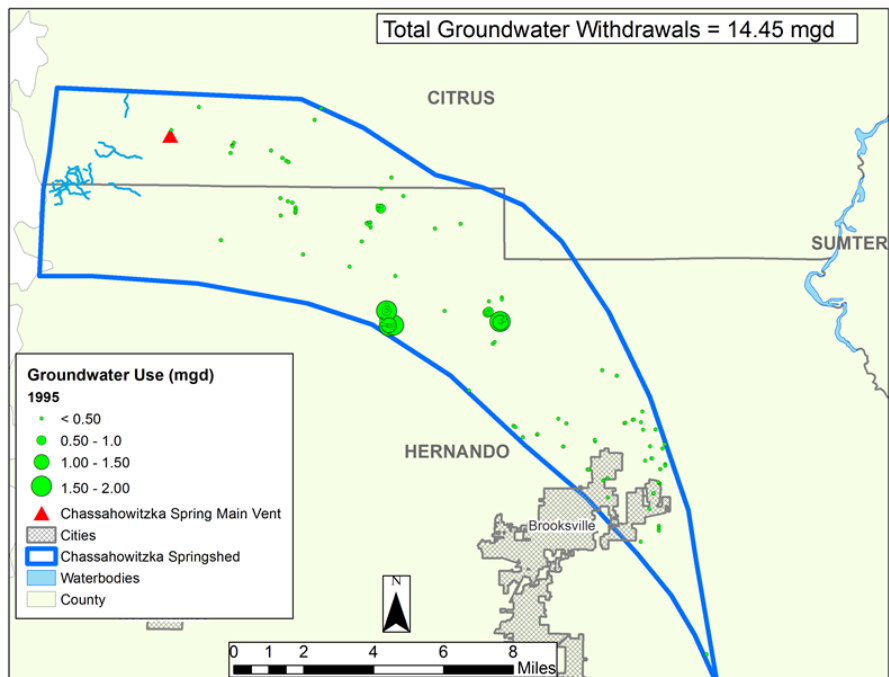 Total Groundwater Withdrawals = 14.45 mgd
CITRUS
SUMTER
HERNANDO
Brooksville
Groundwater Use (mgd)
1995
< 0.50
0.50 - 1.0
1.00 - 1.50
1.50 - 2.00
Chassahowitzka Spring Main Vent
Cities
Chassahowitzka Springshed
Waterbodies
County
N
0 1 2 4 6 8
Miles